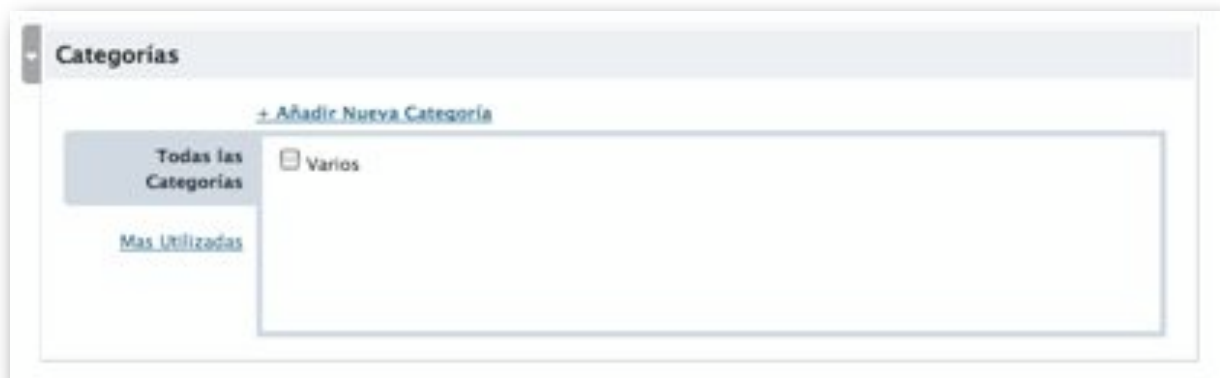 Categorías
+ Añadir Nueva Categoría
Todas las
Categorías
Varios
Mas Utilizadas